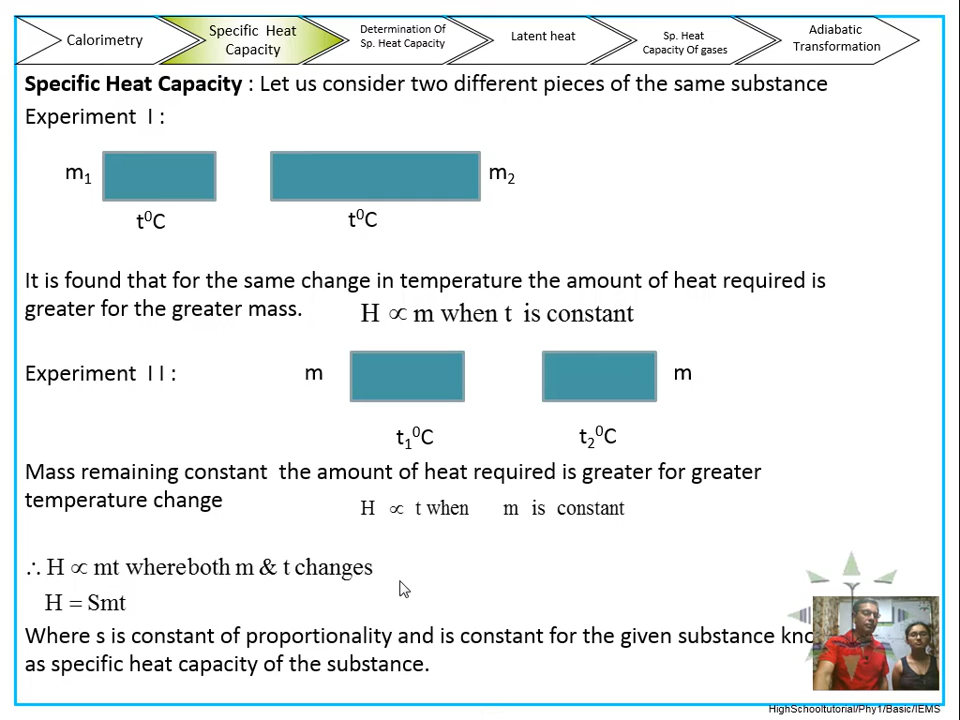 Calorimetry
Specific Heat
Capacity
Determination Of
Sp. Heat Capacity
Latent heat
Sp. Heat
Capacity Of gases
Adiabatic
Transformation
Specific Heat Capacity : Let us consider two different pieces of the same substance
Experiment I :
m₁ m₂
t⁰C t⁰C
It is found that for the same change in temperature the amount of heat required is
greater for the greater mass. H ∝ m when t is constant
Experiment I I : m m
t₁⁰C t₂⁰C
Mass remaining constant the amount of heat required is greater for greater
temperature change H ∝ t when m is constant
∴ H ∝ mt where both m & t changes
H = Smt
Where s is constant of proportionality and is constant for the given substance
as specific heat capacity of the substance.
HighSchooltutorial/Phy1/Basic/IEMS